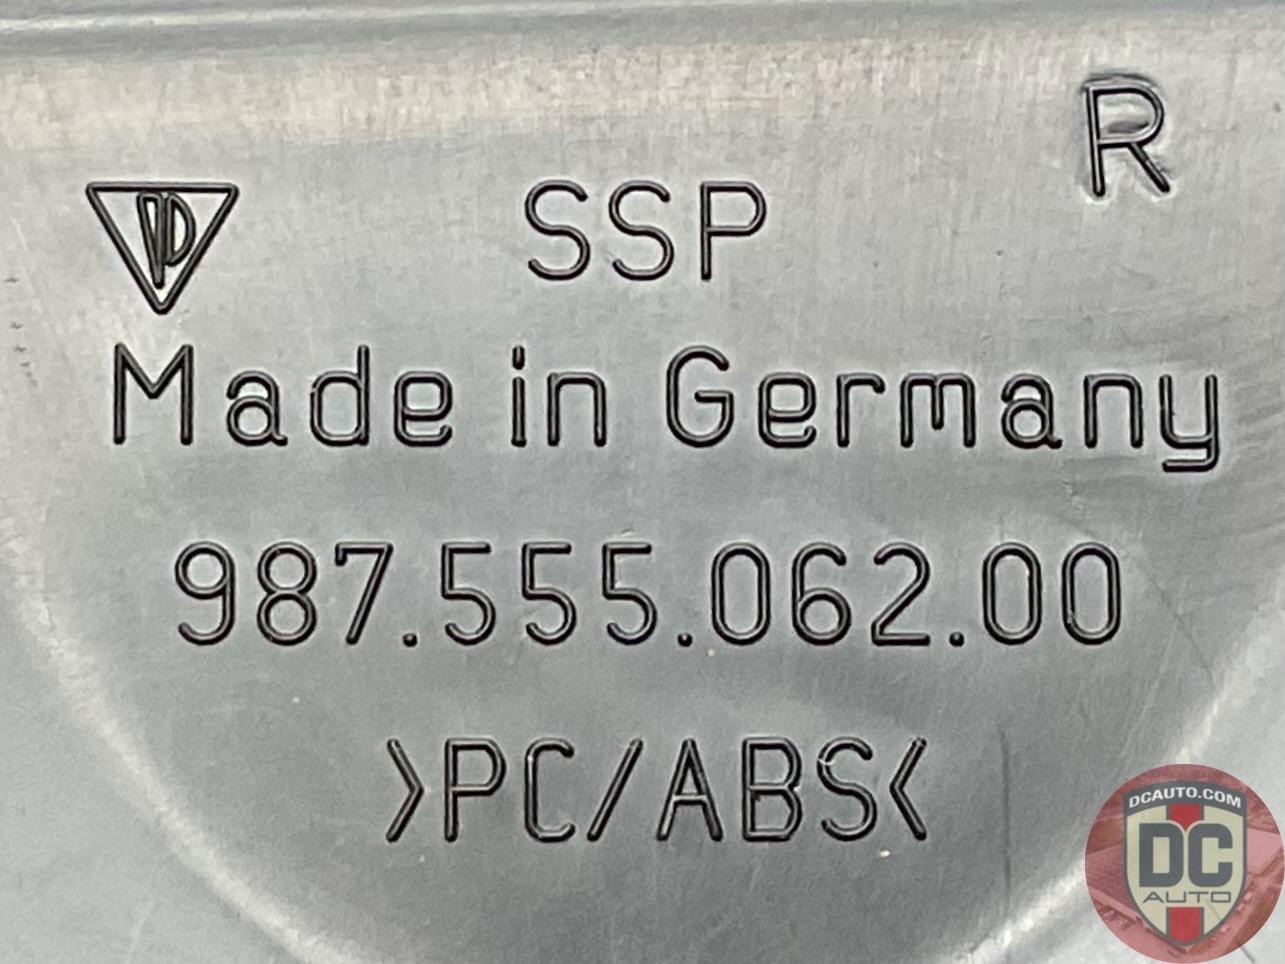 R
SSP
Made in Germany
987.555.062.00
>PC/ABS<
DCAUTO.COM
DC
AUTO